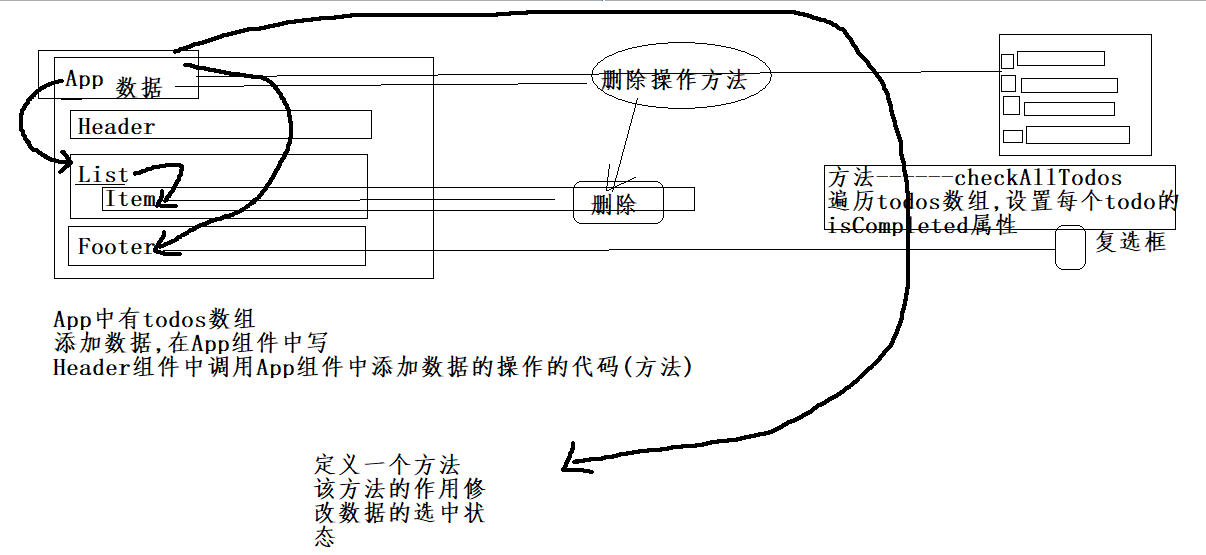 App 数据
删除操作方法
Header
List
Item
删除
Footer
方法------checkAllTodos
遍历todos数组,设置每个todo的
isCompleted属性
复选框
App中有todos数组
添加数据,在App组件中写
Header组件中调用App组件中添加数据的操作的代码(方法)
定义一个方法
该方法的作用修
改数据的选中状
态